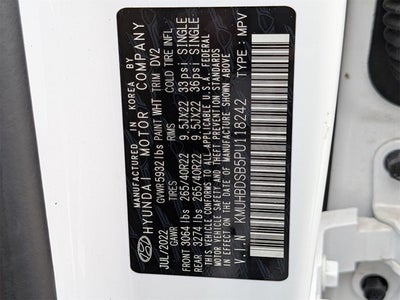 MANUFACTURED IN KOREA BY
HYUNDAI MOTOR COMPANY
JUL/2022 GVWR 5932 lbs PAINT WHT TRIM DV2
GAWR TIRES RIMS COLD TIRE INFL
FRONT 3064 lbs 265/40R22 9.5JX22 33psi SINGLE
REAR 3274 lbs 265/40R22 9.5JX22 36psi SINGLE
THIS VEHICLE CONFORMS TO ALL APPLICABLE U.S.A. FEDERAL
MOTOR VEHICLE SAFETY AND THEFT PREVENTION STANDARDS
IN EFFECT ON THE DATE OF MANUFACTURE SHOWN ABOVE
V.I.N KMUHBDSB5PU118242 TYPE : MPV